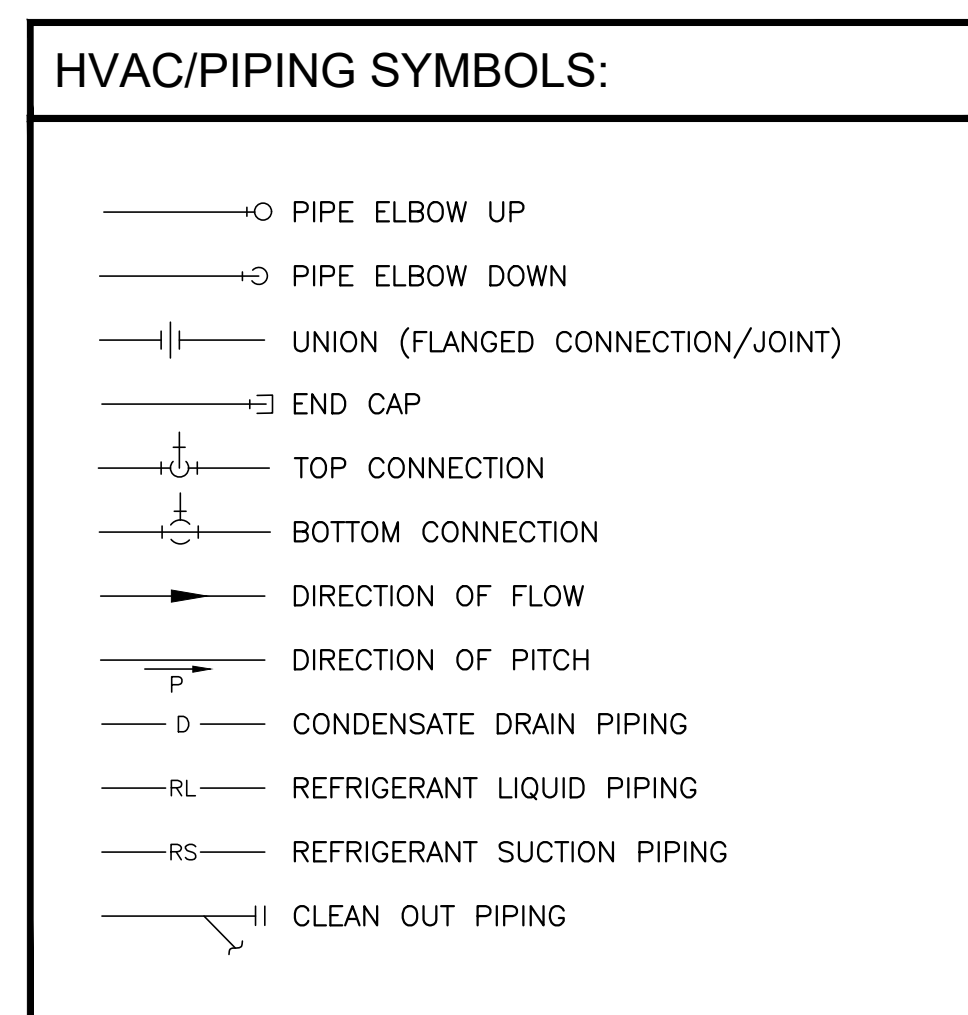 HVAC/PIPING SYMBOLS:
PIPE ELBOW UP
PIPE ELBOW DOWN
UNION (FLANGED CONNECTION/JOINT)
END CAP
TOP CONNECTION
BOTTOM CONNECTION
DIRECTION OF FLOW
DIRECTION OF PITCH
P
D CONDENSATE DRAIN PIPING
RL REFRIGERANT LIQUID PIPING
RS REFRIGERANT SUCTION PIPING
CLEAN OUT PIPING